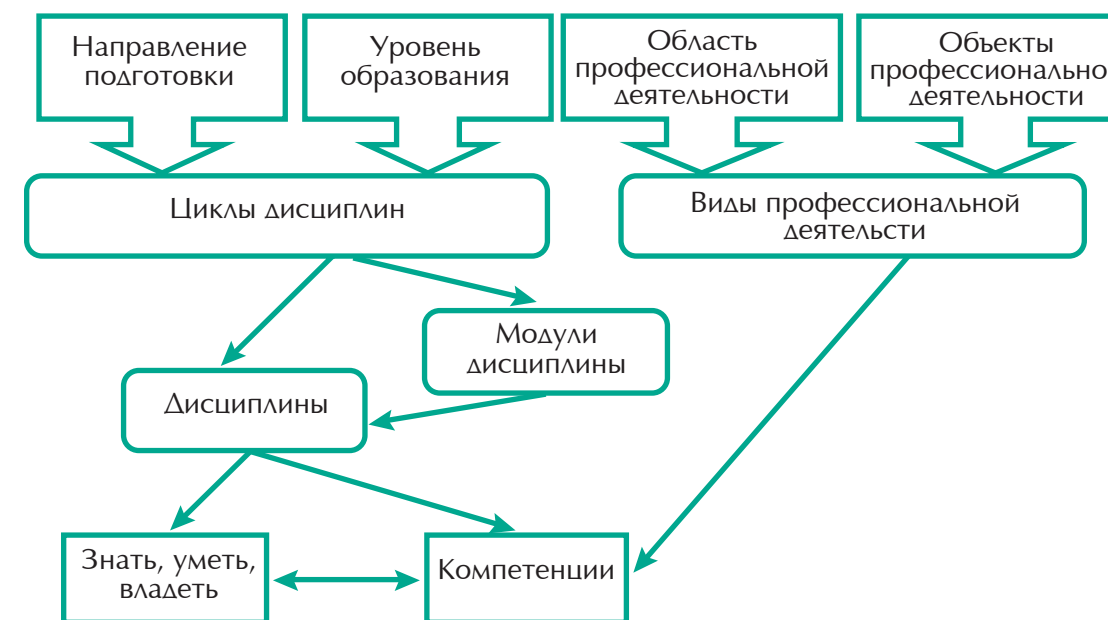 Направление
подготовки
Уровень
образования
Область
профессиональной
деятельности
Объекты
профессионально
деятельности
Циклы дисциплин
Виды профессиональной
деятельсти
Модули
дисциплины
Дисциплины
Знать, уметь,
владеть
Компетенции